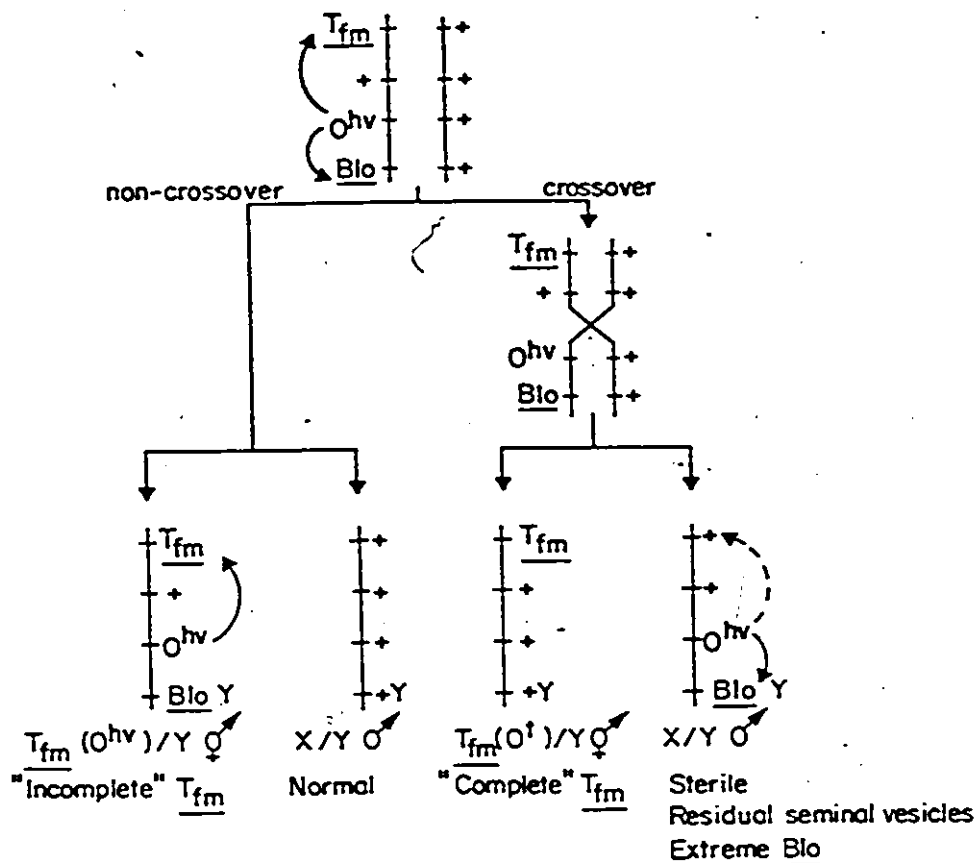 Tfm +
+ +
Ohv +
Blo +
non-crossover crossover
Tfm +
+ +
Ohv +
Blo +
Tfm + Tfm +
+ + + +
Ohv + + Ohv
Blo Y +Y +Y Blo Y
Tfm (Ohv)/Y ⚥ X/Y ♂ Tfm(O†)/Y ⚥ X/Y ♂
"Incomplete" Tfm Normal "Complete" Tfm Sterile
Residual seminal vesicles
Extreme Blo